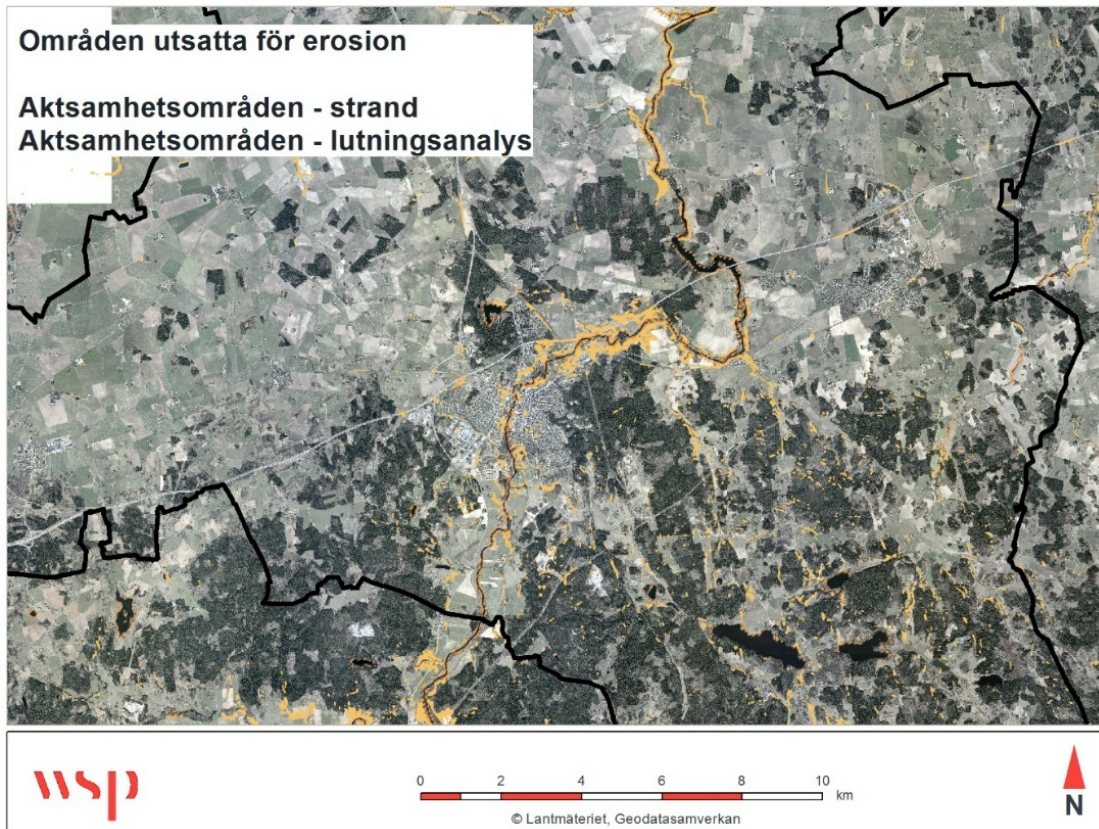 Områden utsatta för erosion
Aktsamhetsområden - strand
Aktsamhetsområden - lutningsanalys
wsp
0 2 4 6 8 10
km
© Lantmäteriet, Geodatasamverkan
N